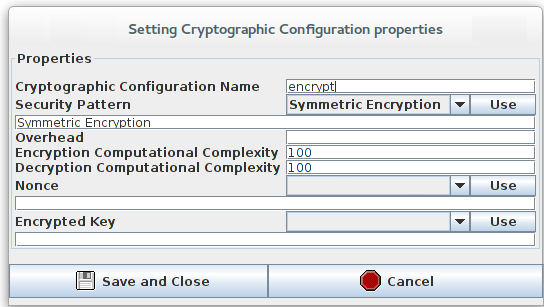 Setting Cryptographic Configuration properties
Properties
Cryptographic Configuration Name encrypt
Security Pattern Symmetric Encryption Use
Symmetric Encryption
Overhead
Encryption Computational Complexity 100
Decryption Computational Complexity 100
Nonce Use
Encrypted Key Use
Save and Close Cancel